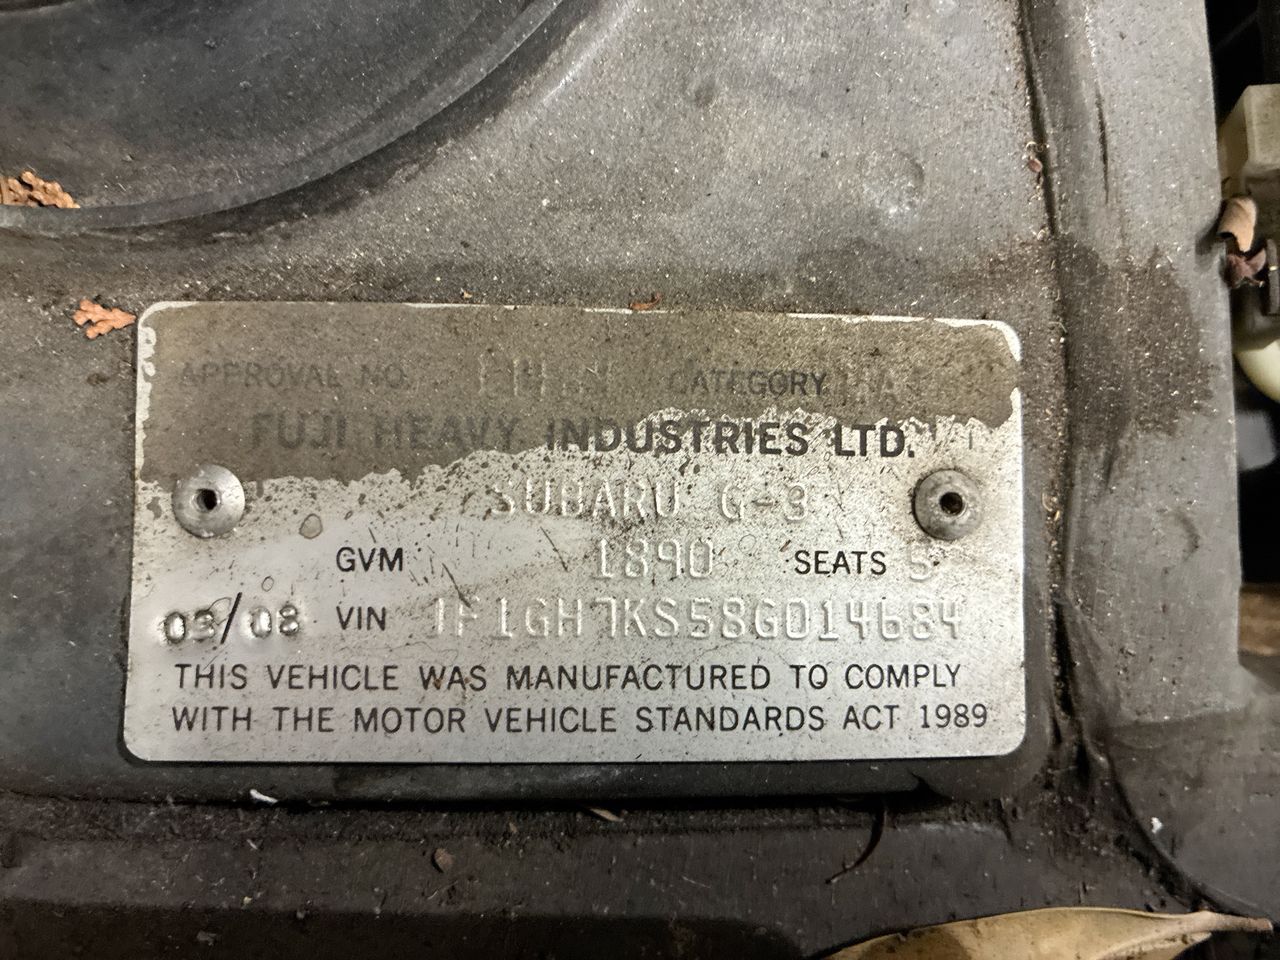 APPROVAL NO. CATEGORY MA
FUJI HEAVY INDUSTRIES LTD.
SUBARU G-3
GVM 1890 SEATS 5
03/08 VIN JF1GH7KS58G014684
THIS VEHICLE WAS MANUFACTURED TO COMPLY
WITH THE MOTOR VEHICLE STANDARDS ACT 1989